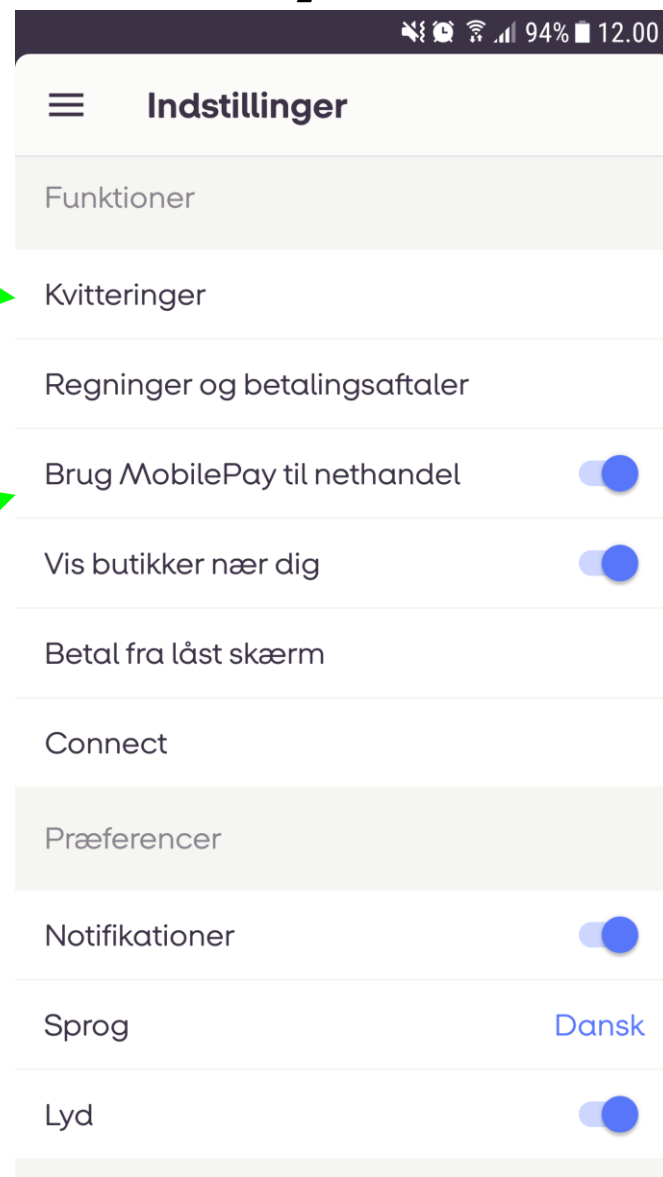 94% 12.00
Indstillinger
Funktioner
Kvitteringer
Regninger og betalingsaftaler
Brug MobilePay til nethandel
Vis butikker nær dig
Betal fra låst skærm
Connect
Præferencer
Notifikationer
Sprog Dansk
Lyd